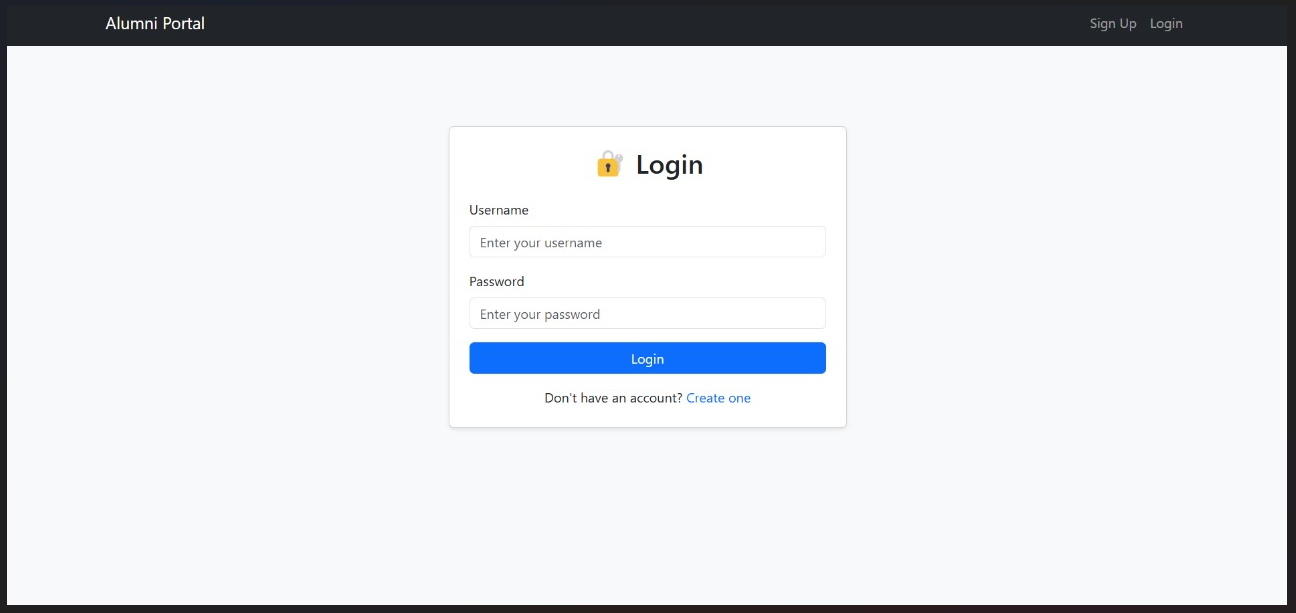 Alumni Portal Sign Up Login
Login
Username
Enter your username
Password
Enter your password
Login
Don't have an account? Create one